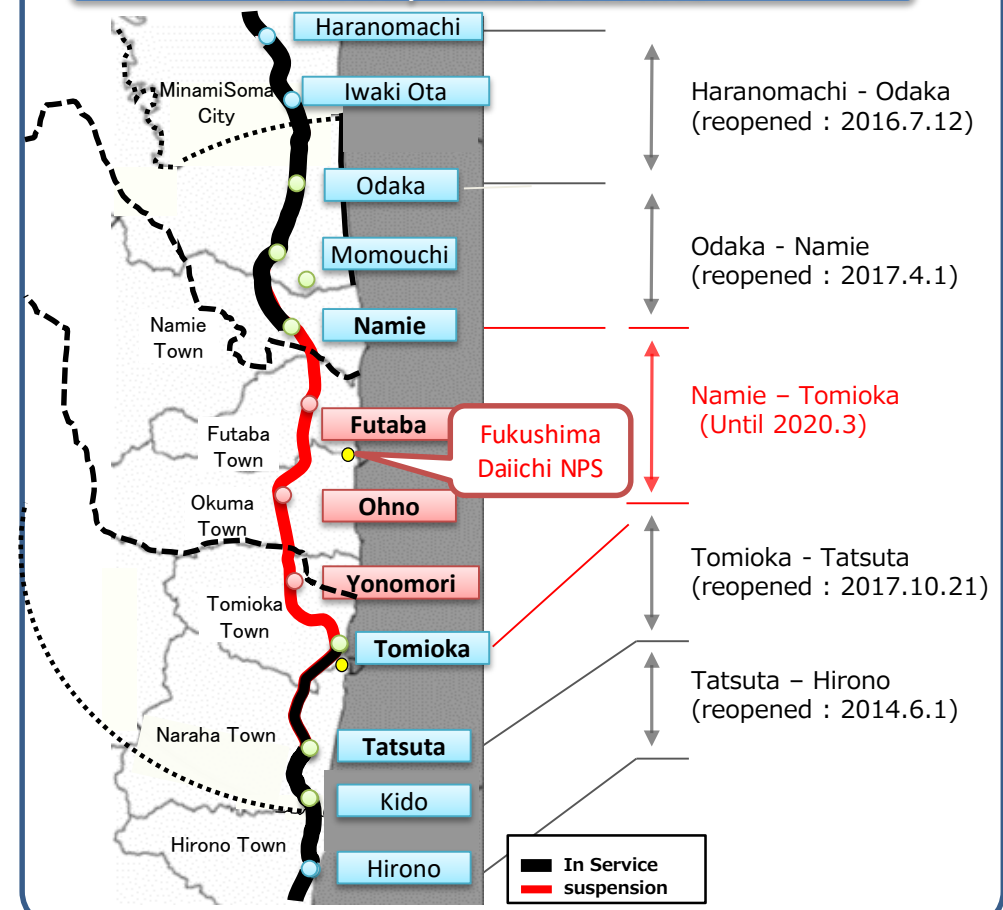 Haranomachi
MinamiSoma
City
Iwaki Ota
Haranomachi - Odaka
(reopened : 2016.7.12)
Odaka
Momouchi
Odaka - Namie
(reopened : 2017.4.1)
Namie
Town
Namie
Namie – Tomioka
(Until 2020.3)
Futaba
Town
Futaba
Fukushima
Daiichi NPS
Okuma
Town
Ohno
Yonomori
Tomioka - Tatsuta
(reopened : 2017.10.21)
Tomioka
Town
Tomioka
Tatsuta – Hirono
(reopened : 2014.6.1)
Naraha Town
Tatsuta
Kido
Hirono Town
Hirono
In Service
suspension